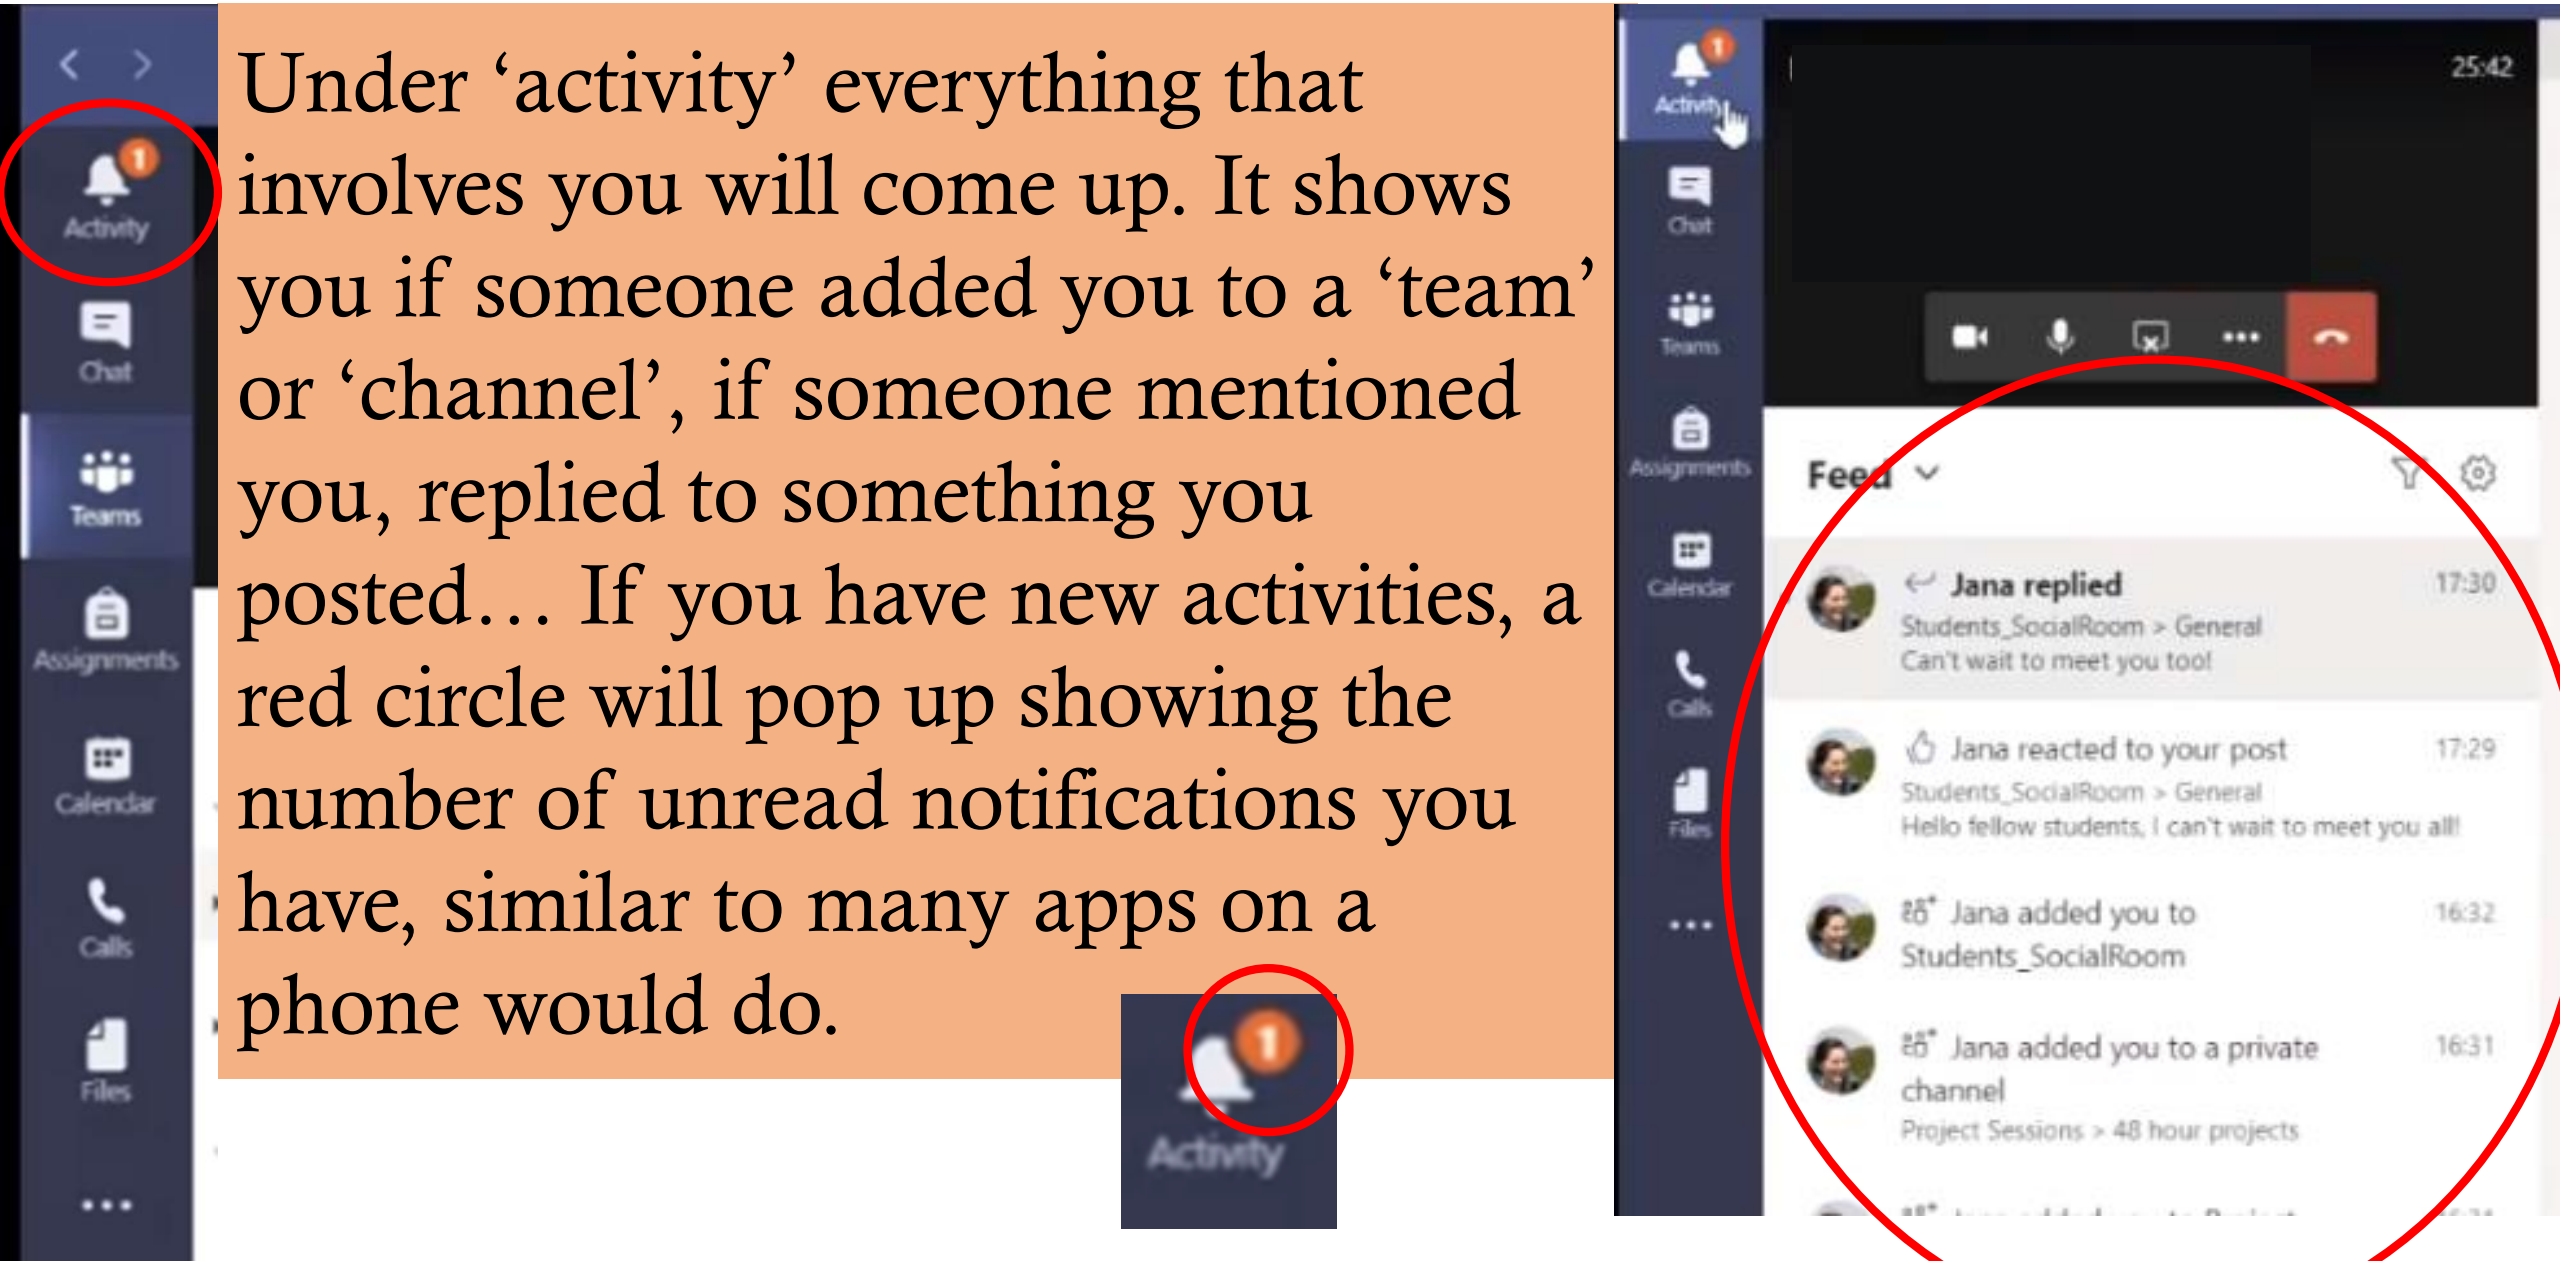 1
Activity
Chat
Teams
Assignments
Calendar
Calls
Files
Under ‘activity’ everything that
involves you will come up. It shows
you if someone added you to a ‘team’
or ‘channel’, if someone mentioned
you, replied to something you
posted… If you have new activities, a
red circle will pop up showing the
number of unread notifications you
have, similar to many apps on a
phone would do.
1
Activity
1
Activity
Chat
Teams
Assignments
Calendar
Calls
Files
25:42
Feed
Jana replied 17:30
Students_SocialRoom > General
Can't wait to meet you too!
Jana reacted to your post 17:29
Students_SocialRoom > General
Hello fellow students, I can't wait to meet you all!
Jana added you to 16:32
Students_SocialRoom
Jana added you to a private 16:31
channel
Project Sessions > 48 hour projects